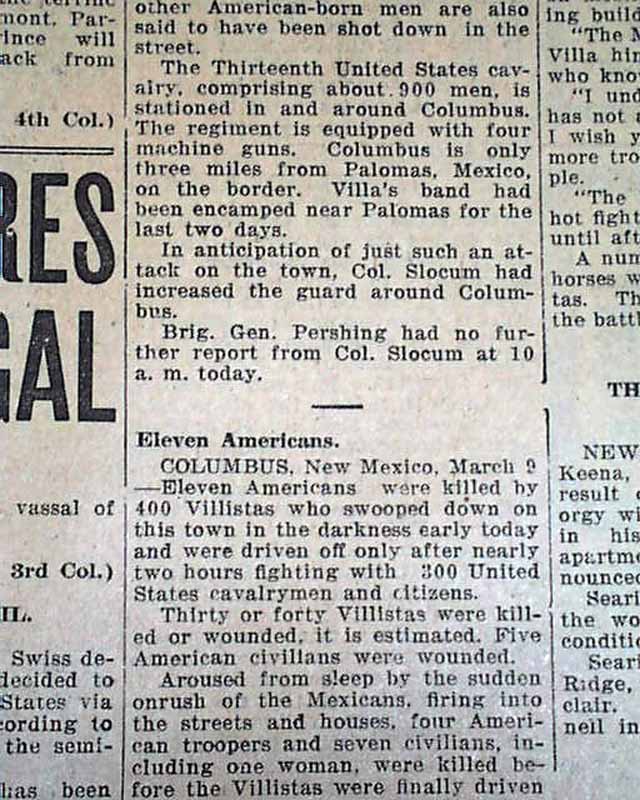 the terrific
mont, Par-
rince will
ack from
4th Col.)
RES
GAL
vassal of
3rd Col.)
IL.
Swiss de-
decided to
States via
cording to
the semi-
has been
other American-born men are also
said to have been shot down in the
street.
The Thirteenth United States cav-
alry, comprising about 900 men, is
stationed in and around Columbus.
The regiment is equipped with four
machine guns. Columbus is only
three miles from Palomas, Mexico,
on the border. Villa's band had
been encamped near Palomas for the
last two days.
In anticipation of just such an at-
tack on the town, Col. Slocum had
increased the guard around Colum-
bus.
Brig. Gen. Pershing had no fur-
ther report from Col. Slocum at 10
a. m. today.
Eleven Americans.
COLUMBUS, New Mexico, March 9
—Eleven Americans were killed by
400 Villistas who swooped down on
this town in the darkness early today
and were driven off only after nearly
two hours fighting with 300 United
States cavalrymen and citizens.
Thirty or forty Villistas were kill-
ed or wounded, it is estimated. Five
American civilians were wounded.
Aroused from sleep by the sudden
onrush of the Mexicans, firing into
the streets and houses, four Ameri-
can troopers and seven civilians, in-
cluding one woman, were killed be-
fore the Villistas were finally driven
ing build
"The M
Villa him
who kno
"I und
has not a
I wish y
more tro
ple.
"The
hot fight
until aft
A num
horses w
tas. Th
the battl
TH
NEW
Keena,
result
orgy wi
in his
apartme
nounced
Seari
the wo
conditio
Sear
Ridge,
clair.
nell in